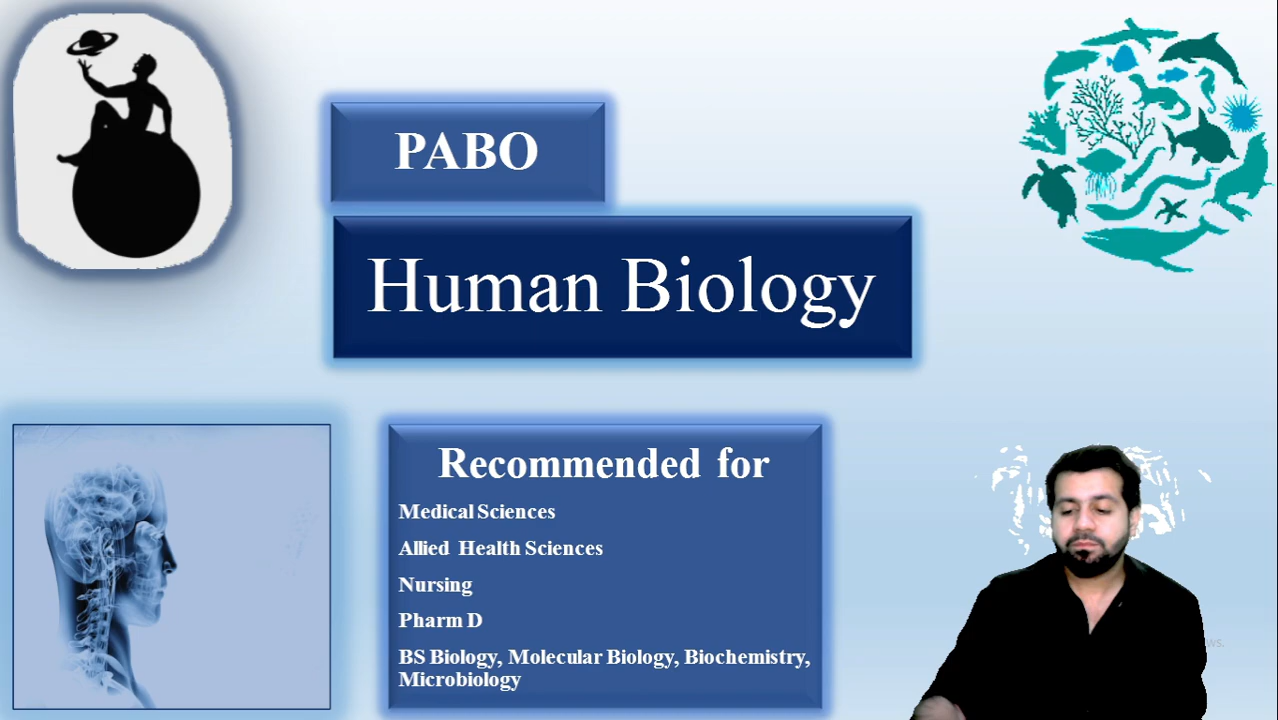 PABO
Human Biology
Recommended for
Medical Sciences
Allied Health Sciences
Nursing
Pharm D
BS Biology, Molecular Biology, Biochemistry,
Microbiology